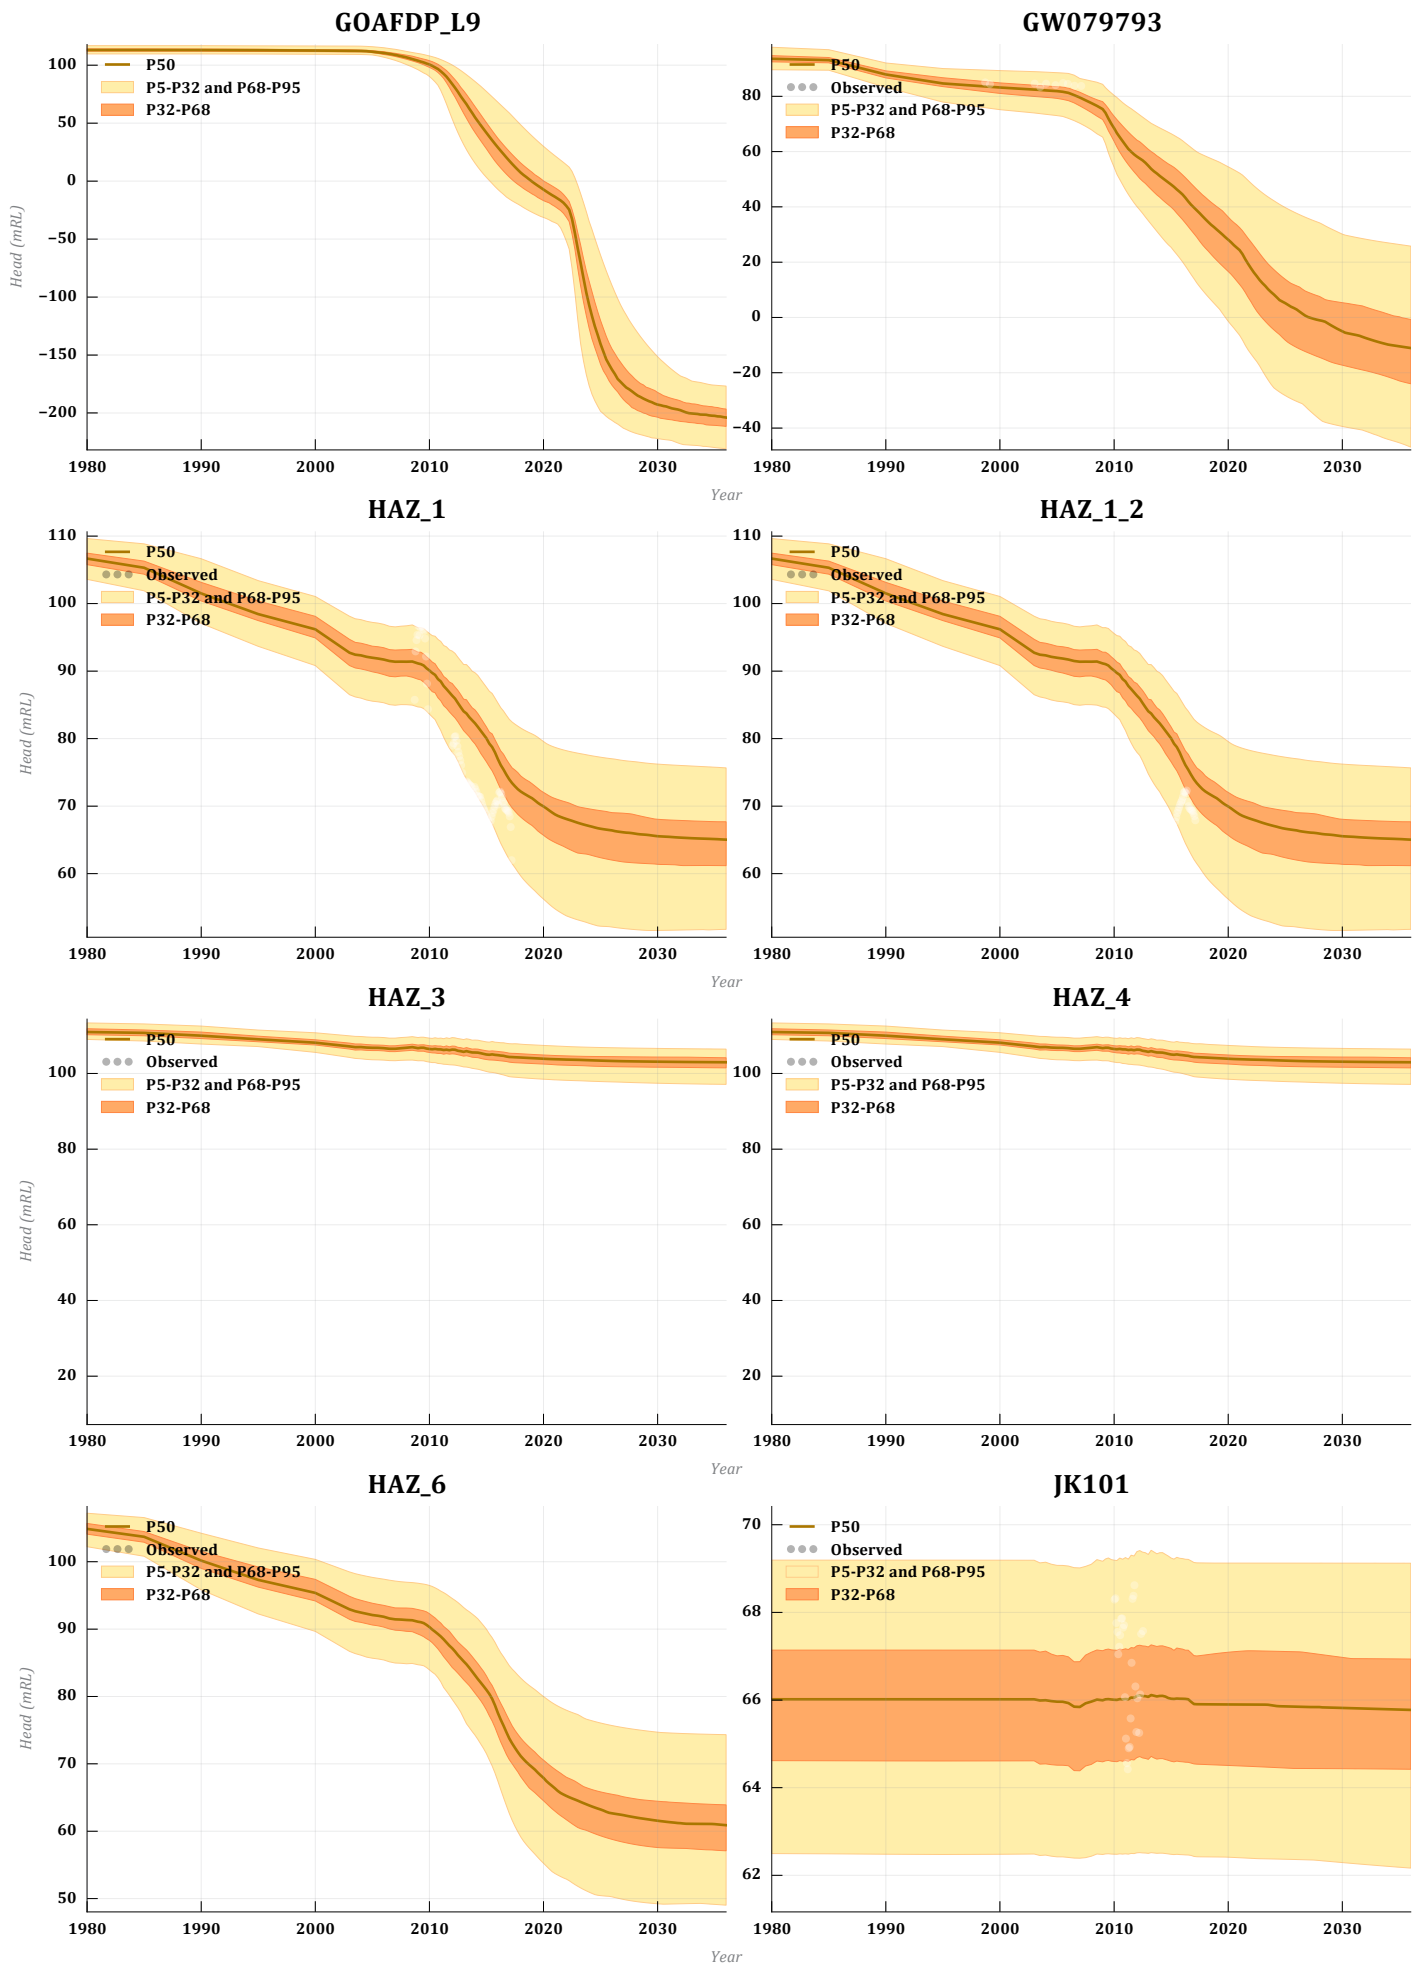 GOAFDP_L9
100
50
0
−50
−100
−150
−200
Head (mRL)
P50
P5-P32 and P68-P95
P32-P68
1980 1990 2000 2010 2020 2030
GW079793
80
60
40
20
0
−20
−40
P50
Observed
P5-P32 and P68-P95
P32-P68
1980 1990 2000 2010 2020 2030
Year
HAZ_1
110
100
90
80
70
60
Head (mRL)
P50
Observed
P5-P32 and P68-P95
P32-P68
1980 1990 2000 2010 2020 2030
HAZ_1_2
110
100
90
80
70
60
P50
Observed
P5-P32 and P68-P95
P32-P68
1980 1990 2000 2010 2020 2030
Year
HAZ_3
100
80
60
40
20
Head (mRL)
P50
Observed
P5-P32 and P68-P95
P32-P68
1980 1990 2000 2010 2020 2030
HAZ_4
100
80
60
40
20
P50
Observed
P5-P32 and P68-P95
P32-P68
1980 1990 2000 2010 2020 2030
Year
HAZ_6
100
90
80
70
60
50
Head (mRL)
P50
Observed
P5-P32 and P68-P95
P32-P68
1980 1990 2000 2010 2020 2030
JK101
70
68
66
64
62
P50
Observed
P5-P32 and P68-P95
P32-P68
1980 1990 2000 2010 2020 2030
Year